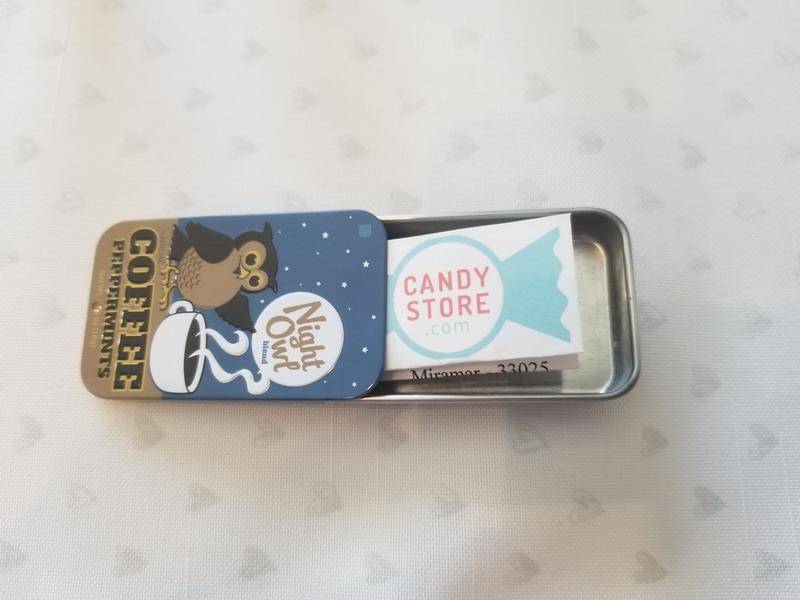 Night
Owl
blend
COFFEE
PEPPERMINTS
CANDY
STORE
.com
Miramar - 33025